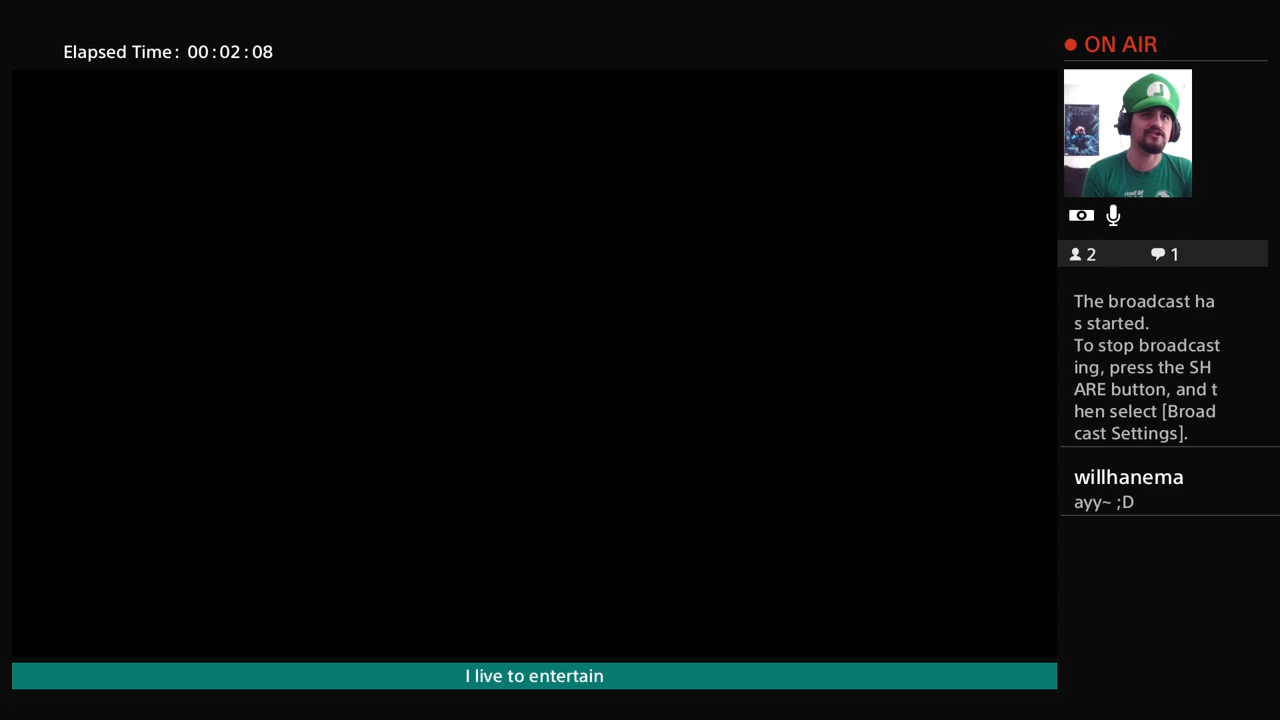 Elapsed Time: 00:02:08
ON AIR
2 1
The broadcast ha
s started.
To stop broadcast
ing, press the SH
ARE button, and t
hen select [Broad
cast Settings].
willhanema
ayy~ ;D
I live to entertain